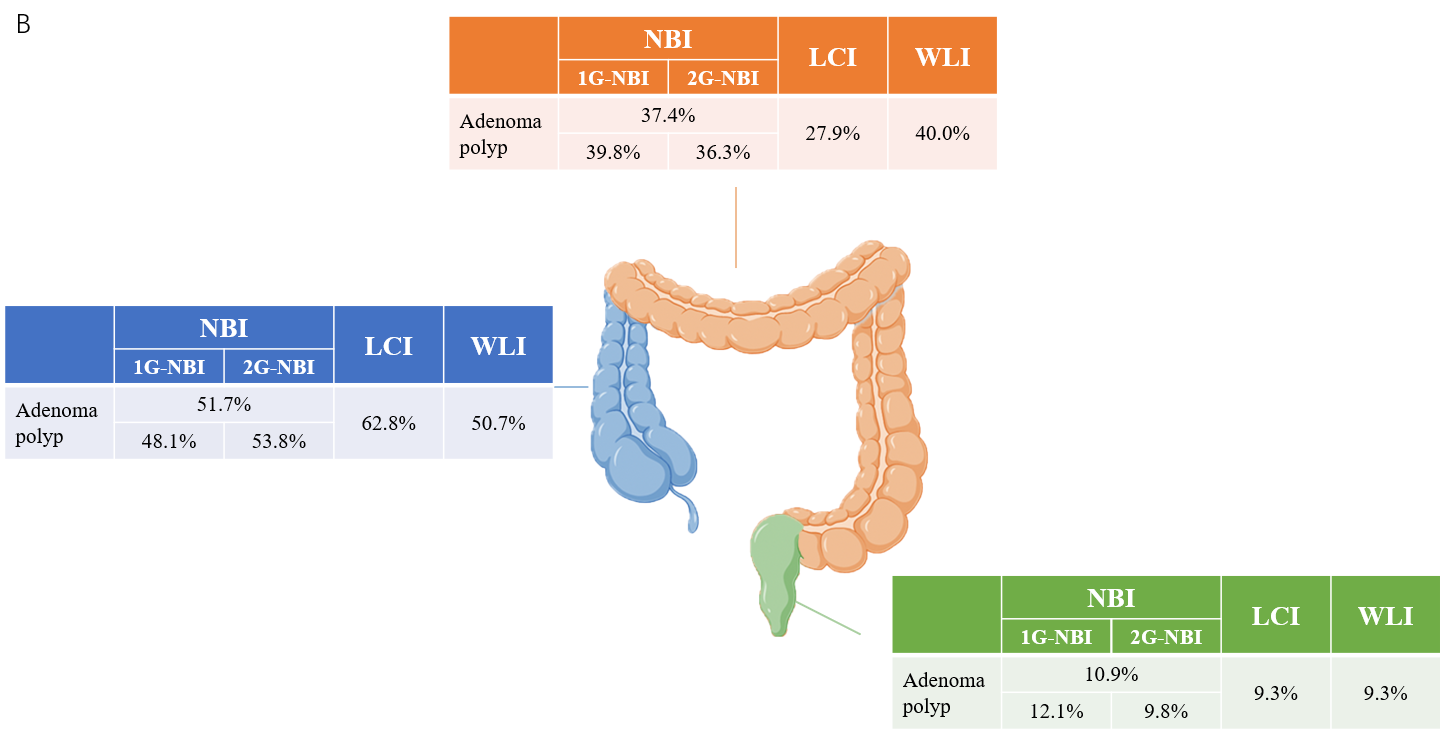 B
NBI LCI WLI
1G-NBI 2G-NBI
Adenoma polyp 37.4% 27.9% 40.0%
39.8% 36.3%
NBI LCI WLI
1G-NBI 2G-NBI
Adenoma polyp 51.7% 62.8% 50.7%
48.1% 53.8%
NBI LCI WLI
1G-NBI 2G-NBI
Adenoma polyp 10.9% 9.3% 9.3%
12.1% 9.8%